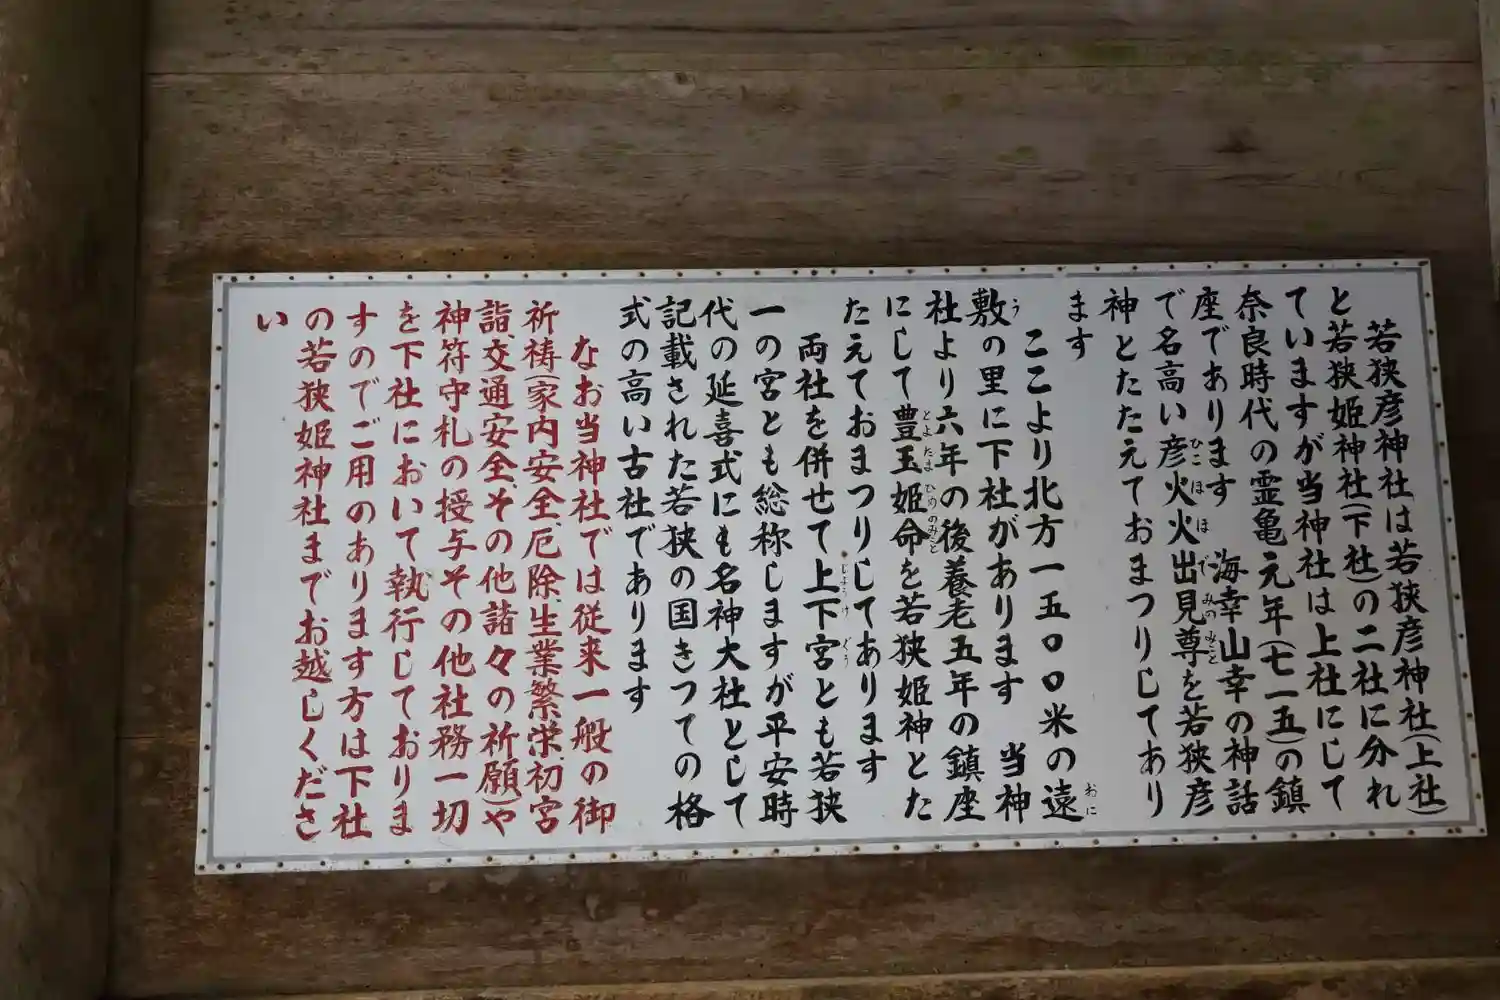 若狭彦神社は若狭彦神社(上社)
と若狭姫神社(下社)の二社に分れ
ていますが当神社は上社にして
奈良時代の霊亀元年(七一五)の鎮
座であります　海幸山幸の神話
で名高い彦火火出見尊を若狭彦
神とたたえておまつりしてあり
ます
ここより北方一五〇〇米の遠
敷の里に下社があります　当神
社より六年の後養老五年の鎮座
にして豊玉姫命を若狭姫神とた
たえておまつりしてあります
両社を併せて上下宮とも若狭
一の宮とも総称しますが平安時
代の延喜式にも名神大社として
記載された若狭の国きつての格
式の高い古社であります
なお当神社では従来一般の御
祈祷(家内安全、厄除、生業繁栄、初宮
詣、交通安全、その他諸々の祈願)や
神符守札の授与その他社務一切
を下社において執行しておりま
すのでご用のあります方は下社
の若狭姫神社までお越しくださ
い